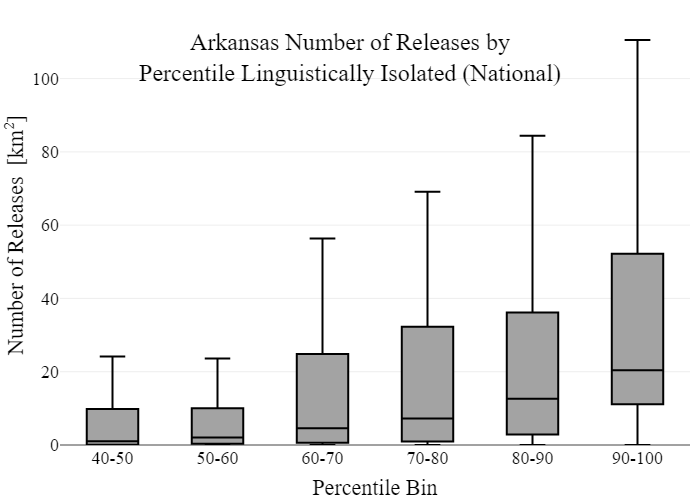 Arkansas Number of Releases by
Percentile Linguistically Isolated (National)
Number of Releases [km²]
100
80
60
40
20
0
40-50 50-60 60-70 70-80 80-90 90-100
Percentile Bin